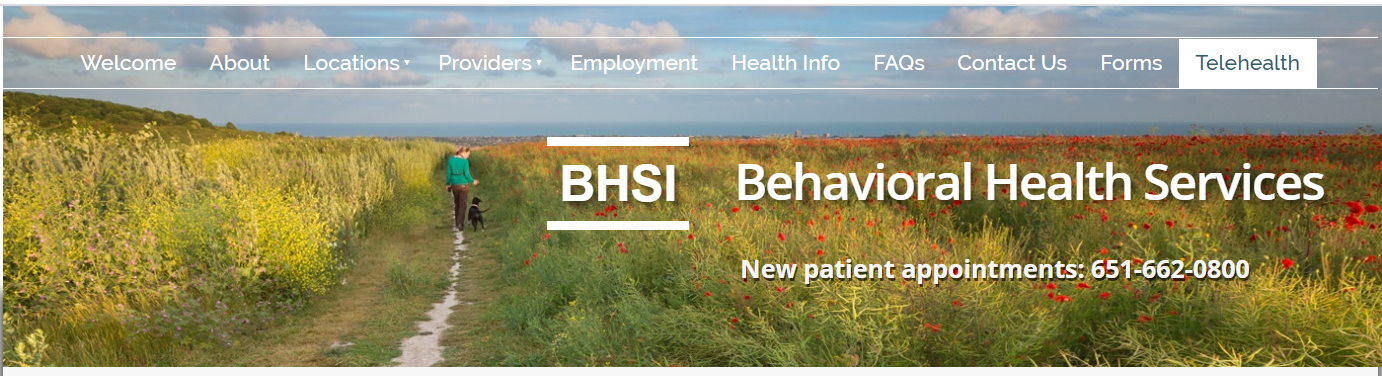 Welcome About Locations ▾ Providers ▾ Employment Health Info FAQs Contact Us Forms Telehealth
BHSI Behavioral Health Services
New patient appointments: 651-662-0800